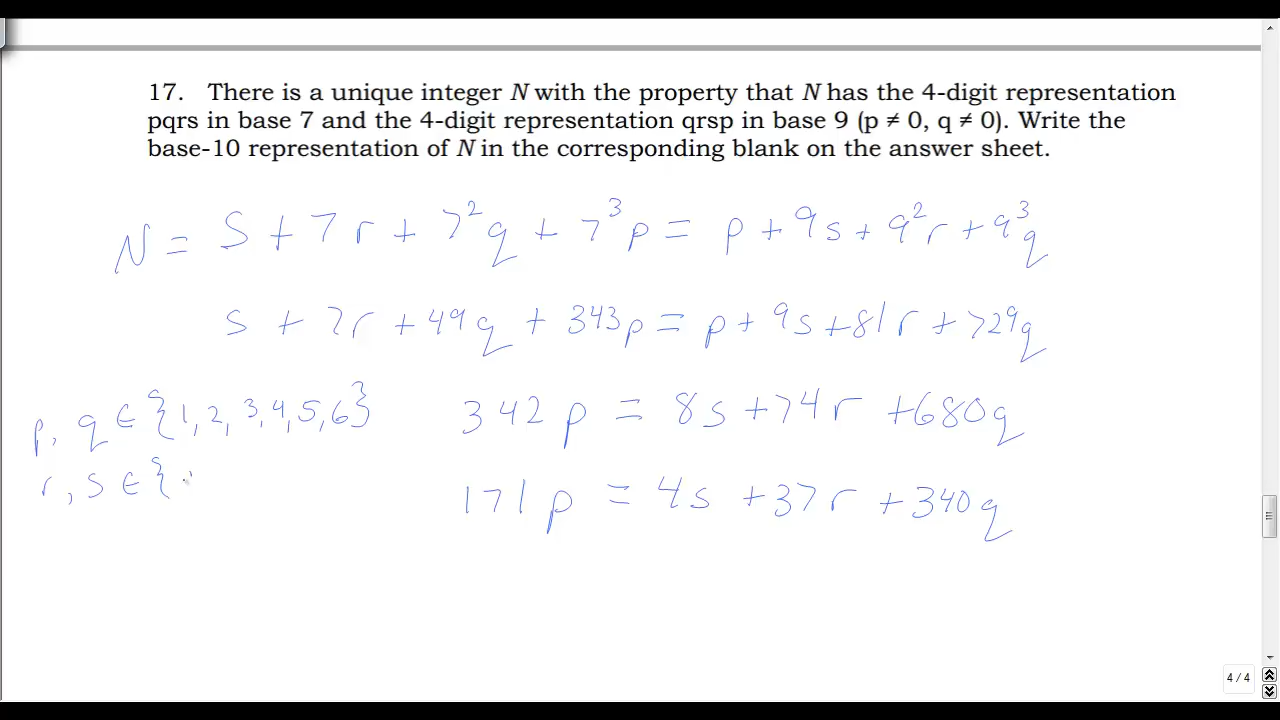 17. There is a unique integer N with the property that N has the 4-digit representation
pqrs in base 7 and the 4-digit representation qrsp in base 9 (p ≠ 0, q ≠ 0). Write the
base-10 representation of N in the corresponding blank on the answer sheet.
N = S + 7r + 7²q + 7³p = p + 9s + 9²r + 9³q
s + 7r + 49q + 343p = p + 9s + 81r + 729q
p, q ∈ {1, 2, 3, 4, 5, 6}
342p = 8s + 74r + 680q
r, s ∈ {
171p = 4s + 37r + 340q
4 / 4